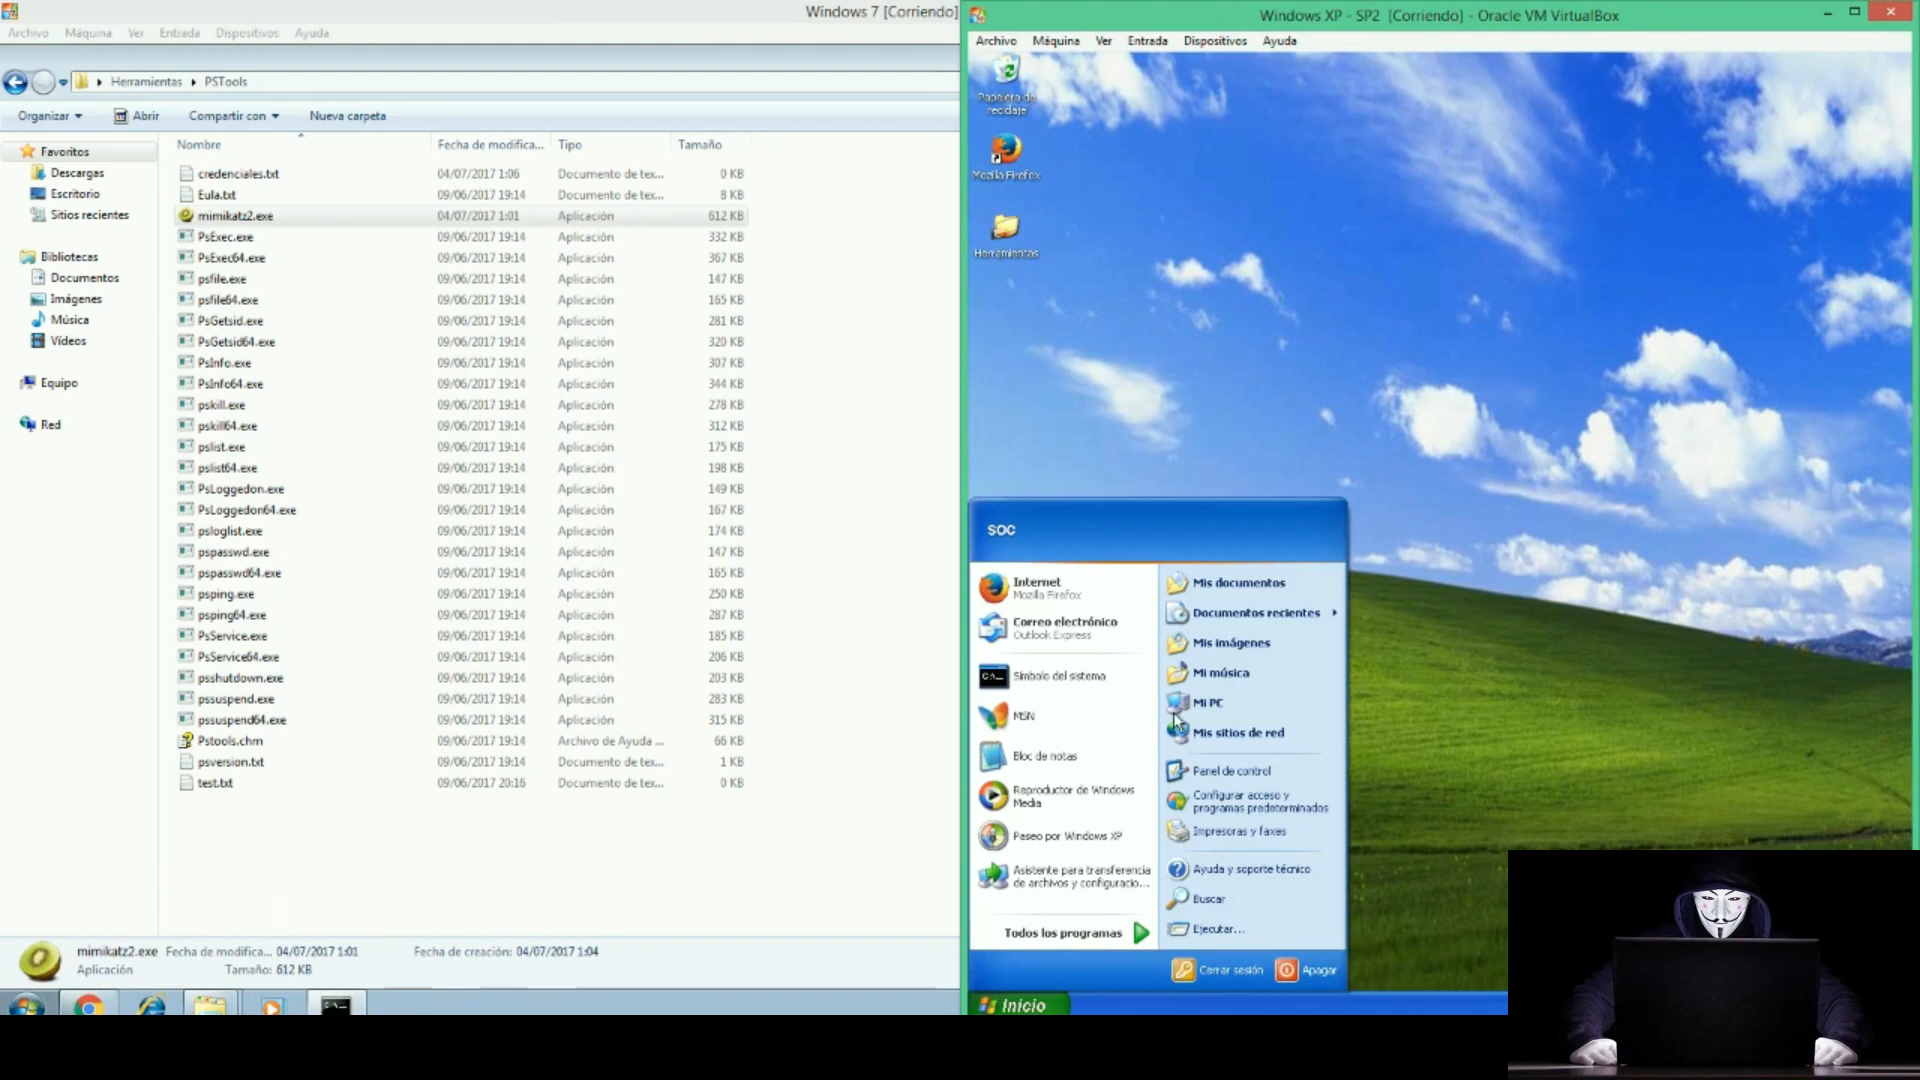 Windows 7 [Corriendo]
Archivo Máquina Ver Entrada Dispositivos Ayuda
Herramientas PSTools
Organizar Abrir Compartir con Nueva carpeta
Nombre Fecha de modifica... Tipo Tamaño
Favoritos
Descargas
Escritorio
Sitios recientes
Bibliotecas
Documentos
Imágenes
Música
Vídeos
Equipo
Red
credenciales.txt 04/07/2017 1:06 Documento de tex... 0 KB
Eula.txt 09/06/2017 19:14 Documento de tex... 8 KB
mimikatz2.exe 04/07/2017 1:01 Aplicación 612 KB
PsExec.exe 09/06/2017 19:14 Aplicación 332 KB
PsExec64.exe 09/06/2017 19:14 Aplicación 367 KB
psfile.exe 09/06/2017 19:14 Aplicación 147 KB
psfile64.exe 09/06/2017 19:14 Aplicación 165 KB
PsGetsid.exe 09/06/2017 19:14 Aplicación 281 KB
PsGetsid64.exe 09/06/2017 19:14 Aplicación 320 KB
PsInfo.exe 09/06/2017 19:14 Aplicación 307 KB
PsInfo64.exe 09/06/2017 19:14 Aplicación 344 KB
pskill.exe 09/06/2017 19:14 Aplicación 278 KB
pskill64.exe 09/06/2017 19:14 Aplicación 312 KB
pslist.exe 09/06/2017 19:14 Aplicación 175 KB
pslist64.exe 09/06/2017 19:14 Aplicación 198 KB
PsLoggedon.exe 09/06/2017 19:14 Aplicación 149 KB
PsLoggedon64.exe 09/06/2017 19:14 Aplicación 167 KB
psloglist.exe 09/06/2017 19:14 Aplicación 174 KB
pspasswd.exe 09/06/2017 19:14 Aplicación 147 KB
pspasswd64.exe 09/06/2017 19:14 Aplicación 165 KB
psping.exe 09/06/2017 19:14 Aplicación 250 KB
psping64.exe 09/06/2017 19:14 Aplicación 287 KB
PsService.exe 09/06/2017 19:14 Aplicación 185 KB
PsService64.exe 09/06/2017 19:14 Aplicación 206 KB
psshutdown.exe 09/06/2017 19:14 Aplicación 203 KB
pssuspend.exe 09/06/2017 19:14 Aplicación 283 KB
pssuspend64.exe 09/06/2017 19:14 Aplicación 315 KB
Pstools.chm 09/06/2017 19:14 Archivo de Ayuda ... 66 KB
psversion.txt 09/06/2017 19:14 Documento de tex... 1 KB
test.txt 09/06/2017 20:16 Documento de tex... 0 KB
mimikatz2.exe Fecha de modifica... 04/07/2017 1:01 Fecha de creación: 04/07/2017 1:04
Aplicación Tamaño: 612 KB
Windows XP - SP2 [Corriendo] - Oracle VM VirtualBox
Archivo Máquina Ver Entrada Dispositivos Ayuda
Papelera de
reciclaje
Mozilla Firefox
Herramientas
SOC
Internet
Mozilla Firefox
Correo electrónico
Outlook Express
Símbolo del sistema
MSN
Bloc de notas
Reproductor de Windows
Media
Paseo por Windows XP
Asistente para transferencia
de archivos y configuracio...
Todos los programas
Mis documentos
Documentos recientes
Mis imágenes
Mi música
Mi PC
Mis sitios de red
Panel de control
Configurar acceso y
programas predeterminados
Impresoras y faxes
Ayuda y soporte técnico
Buscar
Ejecutar...
Cerrar sesión Apagar
Inicio